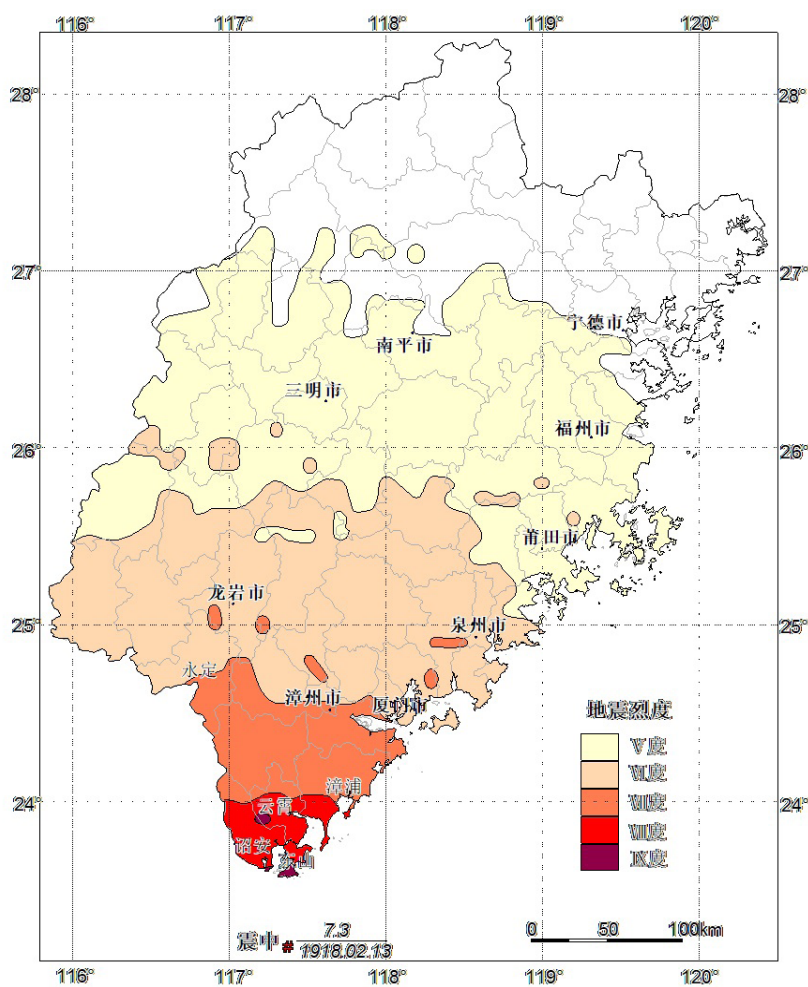 116° 117° 118° 119° 120°
28° 28°
27° 27°
宁德市
南平市
三明市
福州市
26° 26°
莆田市
龙岩市
25° 泉州市 25°
永定
漳州市 厦门市
地震烈度
Ⅴ度
Ⅵ度
漳浦
24° 云霄 Ⅶ度 24°
Ⅷ度
诏安
东山 Ⅸ度
震中 # 7.3
1918.02.13
0 50 100km
116° 117° 118° 119° 120°